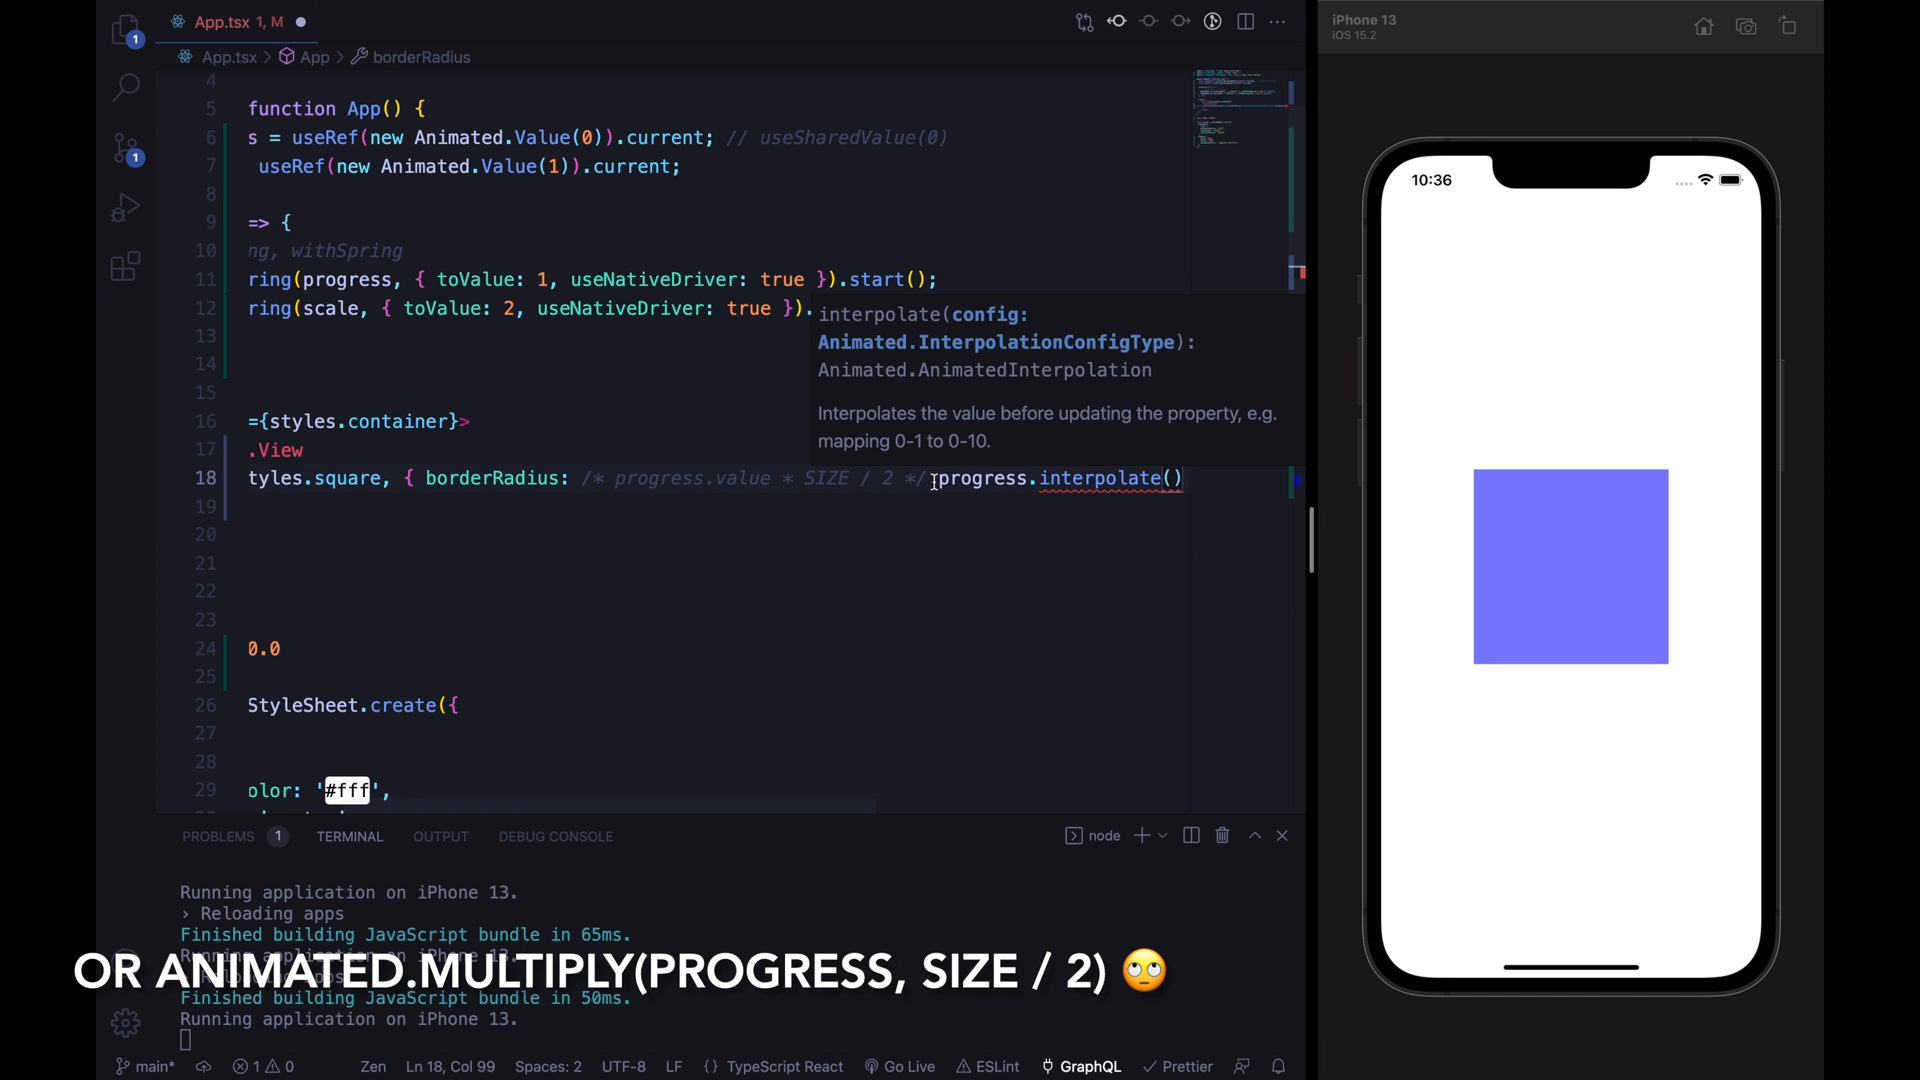 App.tsx 1, M
App.tsx > App > borderRadius
4
5 function App() {
6 s = useRef(new Animated.Value(0)).current; // useSharedValue(0)
7 useRef(new Animated.Value(1)).current;
8
9 => {
10 ng, withSpring
11 ring(progress, { toValue: 1, useNativeDriver: true }).start();
12 ring(scale, { toValue: 2, useNativeDriver: true }).
interpolate(config:
13
Animated.InterpolationConfigType):
14
Animated.AnimatedInterpolation
15
Interpolates the value before updating the property, e.g.
mapping 0-1 to 0-10.
16 ={styles.container}>
17 .View
18 tyles.square, { borderRadius: /* progress.value * SIZE / 2 */ progress.interpolate()
19
20
21
22
23
24 0.0
25
26 StyleSheet.create({
27
28
29 olor: '#fff',
PROBLEMS 1 TERMINAL OUTPUT DEBUG CONSOLE
node
Running application on iPhone 13.
› Reloading apps
Finished building JavaScript bundle in 65ms.
Running application on iPhone 13.
OR ANIMATED.MULTIPLY(PROGRESS, SIZE / 2) 🙄
Finished building JavaScript bundle in 50ms.
Running application on iPhone 13.
main* 1 0 Zen Ln 18, Col 99 Spaces: 2 UTF-8 LF {} TypeScript React Go Live ESLint GraphQL Prettier
iPhone 13
iOS 15.2
10:36
1
1